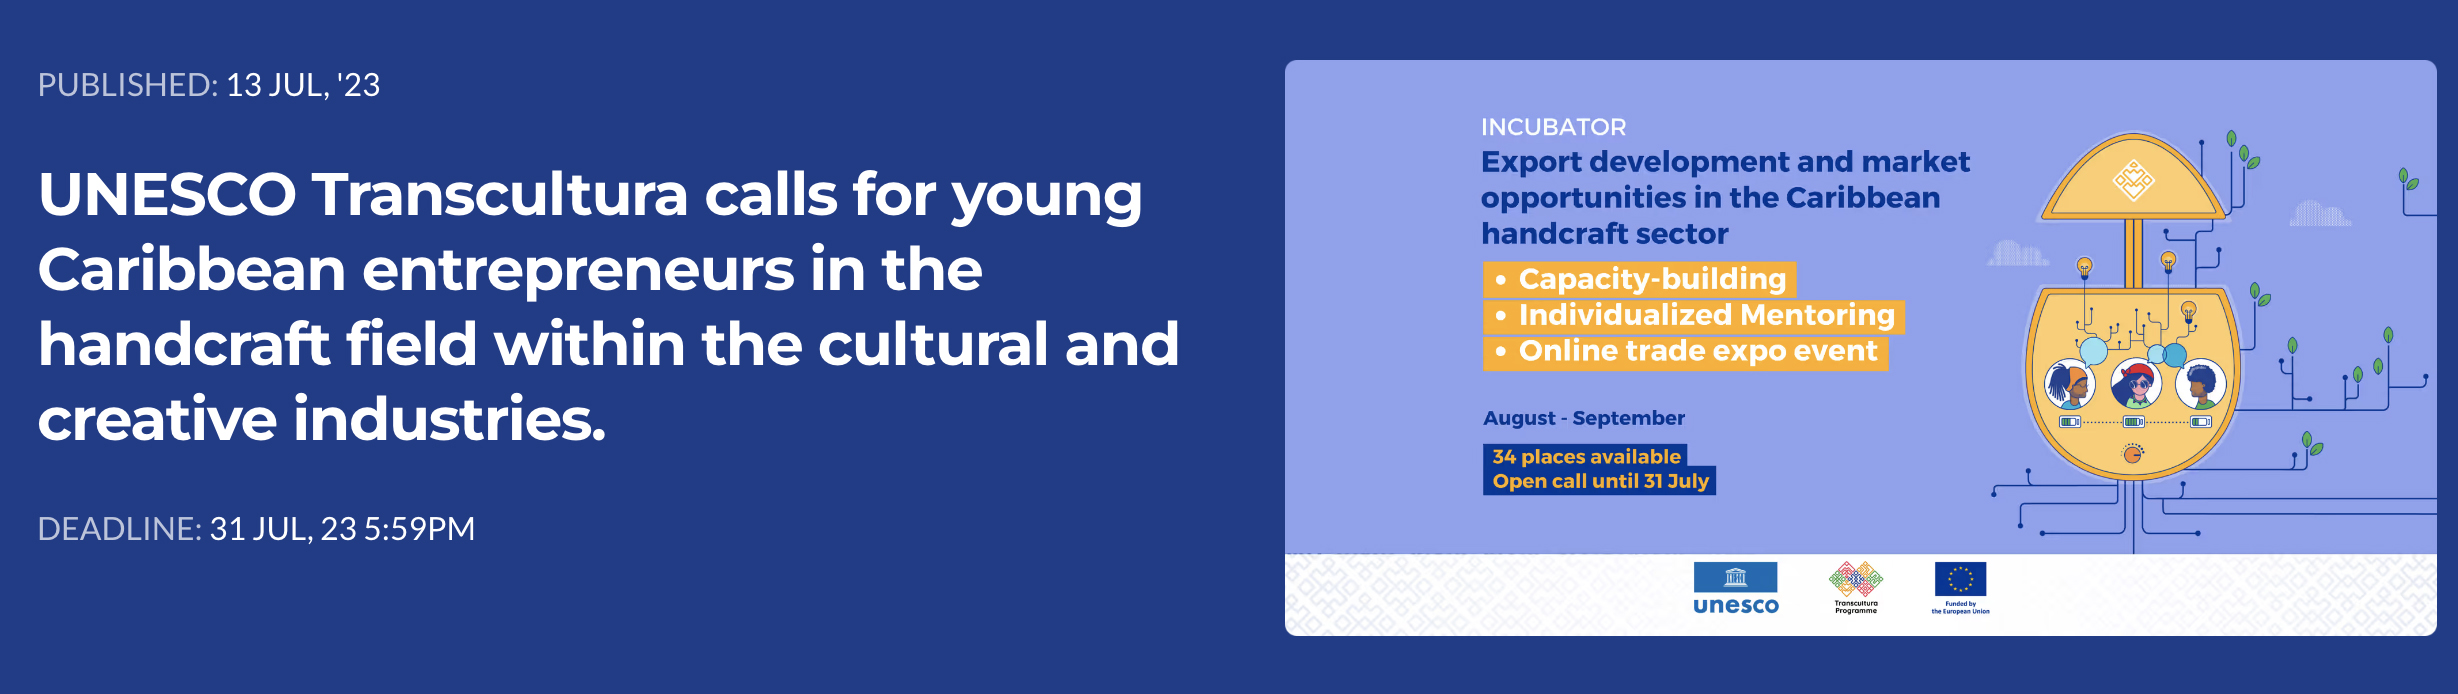 PUBLISHED: 13 JUL, '23
UNESCO Transcultura calls for young
Caribbean entrepreneurs in the
handcraft field within the cultural and
creative industries.
DEADLINE: 31 JUL, 23 5:59PM
INCUBATOR
Export development and market
opportunities in the Caribbean
handcraft sector
• Capacity-building
• Individualized Mentoring
• Online trade expo event
August - September
34 places available
Open call until 31 July
unesco
Transcultura
Programme
Funded by
the European Union